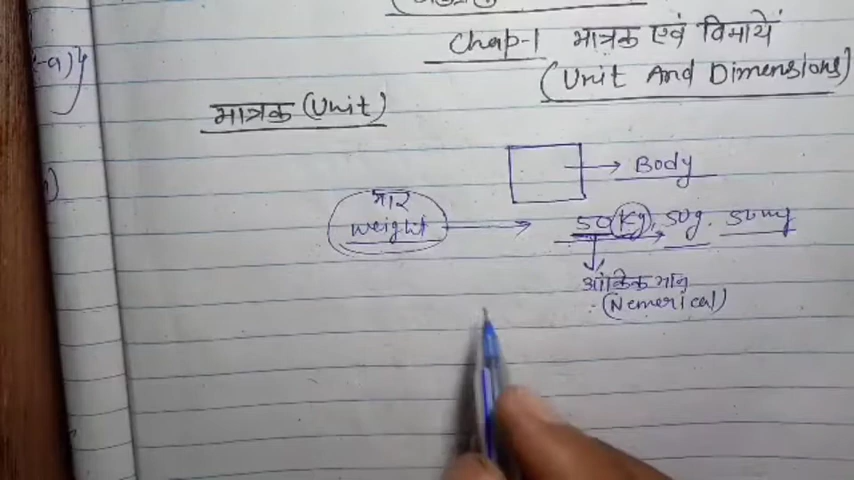 Chap-1 मात्रक एवं विमायें
(Unit And Dimensions)
मात्रक (Unit)
Body
भार
weight
50 Kg, 50g. 50mg
आंकिक मान
(Nemerical)